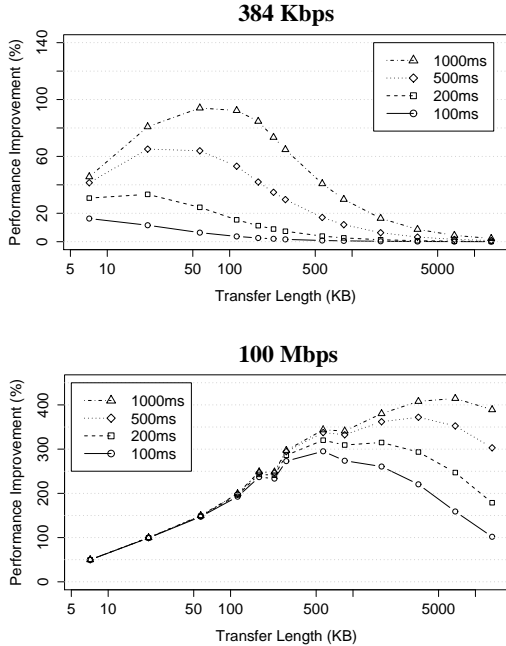 384 Kbps
Performance Improvement (%)
140
100
60
20
0
1000ms
500ms
200ms
100ms
5
10
50
100
500
5000
Transfer Length (KB)
100 Mbps
Performance Improvement (%)
400
300
200
100
0
1000ms
500ms
200ms
100ms
5
10
50
100
500
5000
Transfer Length (KB)